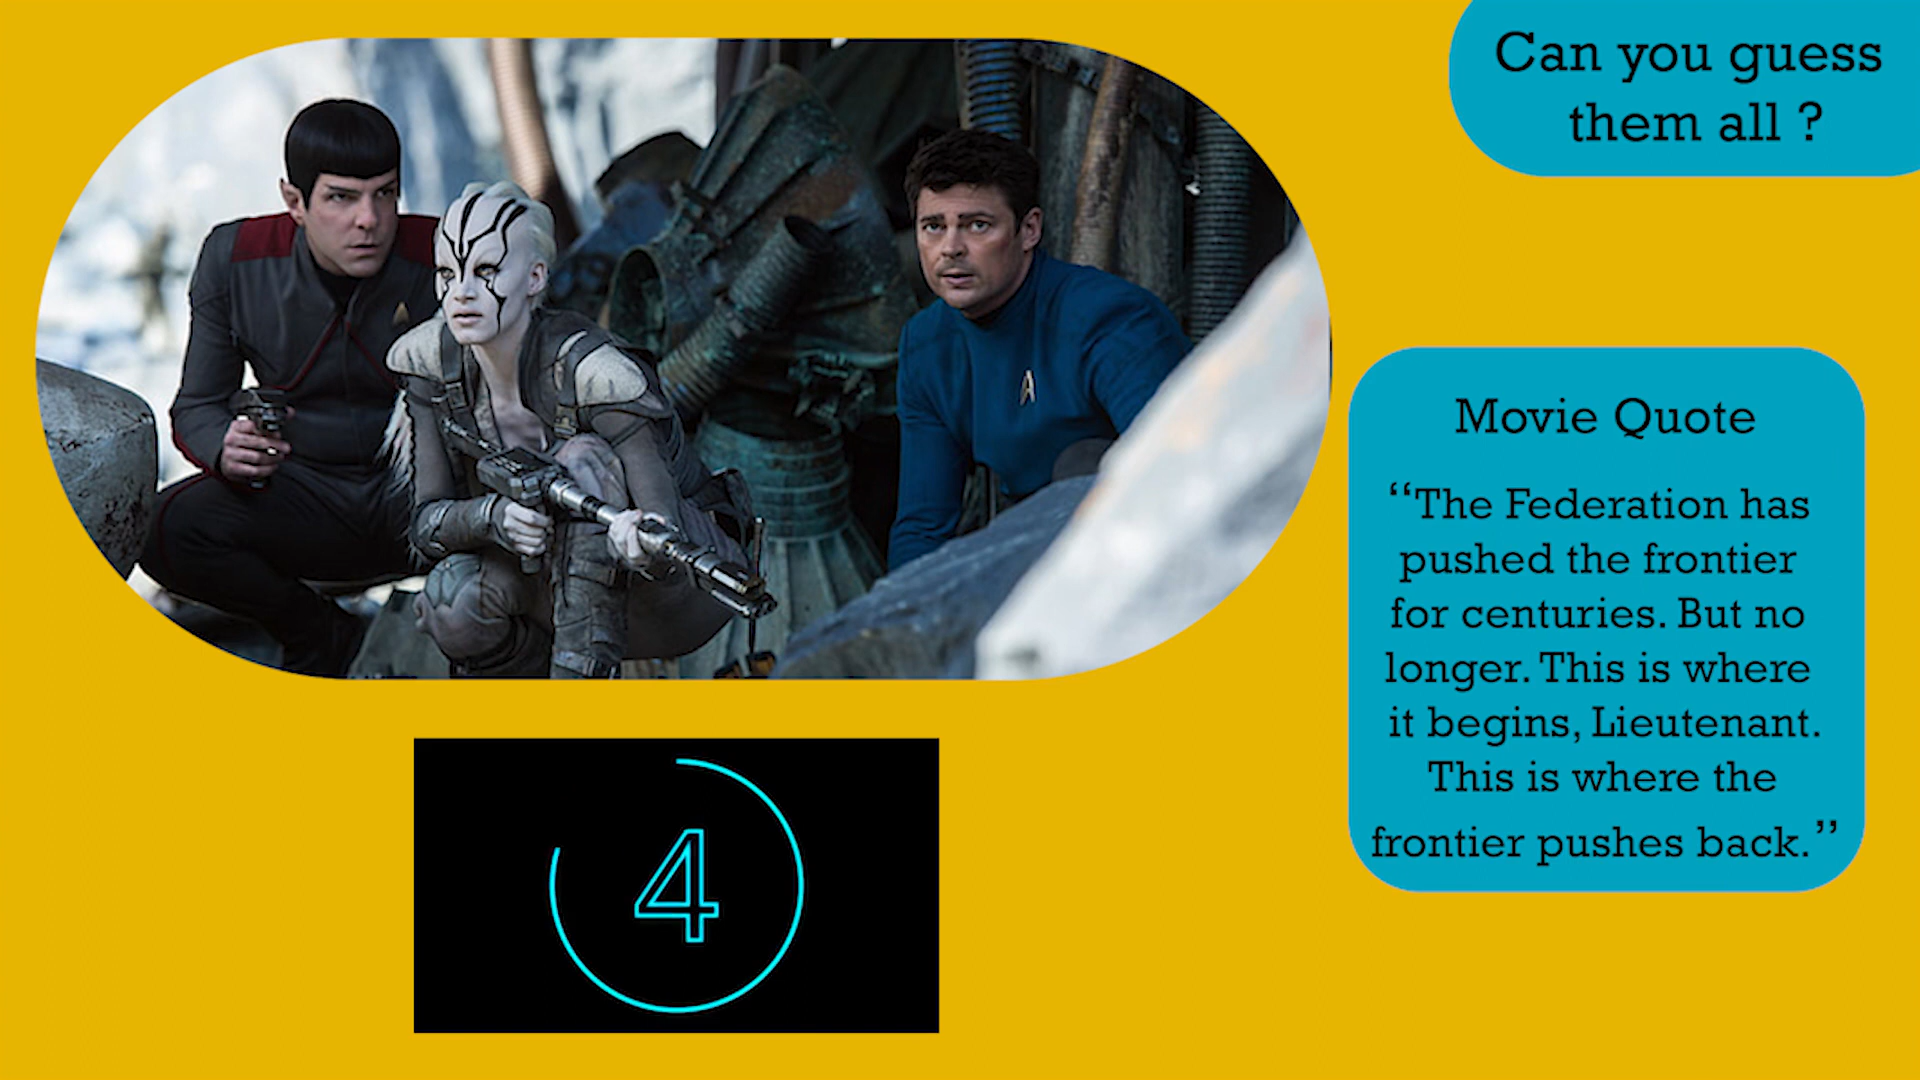 Can you guess
them all ?
Movie Quote
“The Federation has
pushed the frontier
for centuries. But no
longer. This is where
it begins, Lieutenant.
This is where the
frontier pushes back.”
4